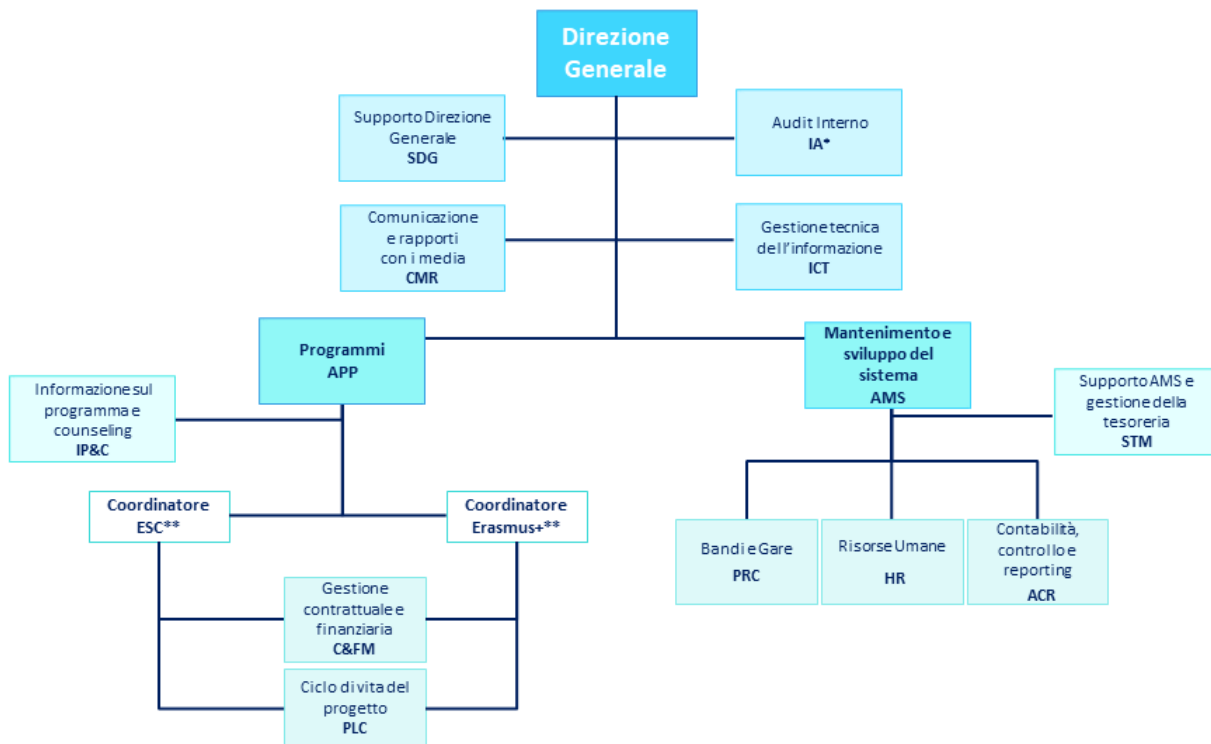 Direzione
Generale
Supporto Direzione
Generale
SDG
Audit Interno
IA*
Comunicazione
e rapporti
con i media
CMR
Gestione tecnica
dell'informazione
ICT
Programmi
APP
Mantenimento e
sviluppo del
sistema
AMS
Informazione sul
programma e
counseling
IP&C
Supporto AMS e
gestione della
tesoreria
STM
Coordinatore
ESC**
Coordinatore
Erasmus+**
Bandi e Gare
PRC
Risorse Umane
HR
Contabilità,
controllo e
reporting
ACR
Gestione
contrattuale e
finanziaria
C&FM
Ciclo di vita del
progetto
PLC